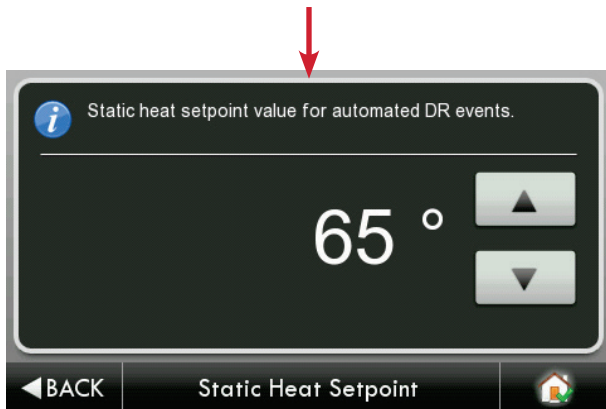 Static heat setpoint value for automated DR events.
65 °
BACK
Static Heat Setpoint